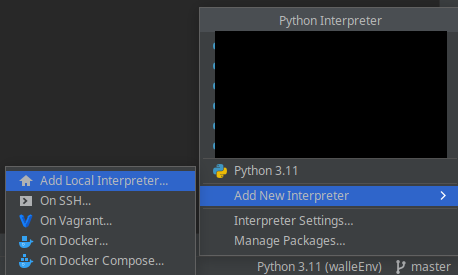 Python Interpreter
Python 3.11
Add New Interpreter
Interpreter Settings...
Manage Packages...
Add Local Interpreter...
On SSH...
On Vagrant...
On Docker...
On Docker Compose...
Python 3.11 (walleEnv)
master